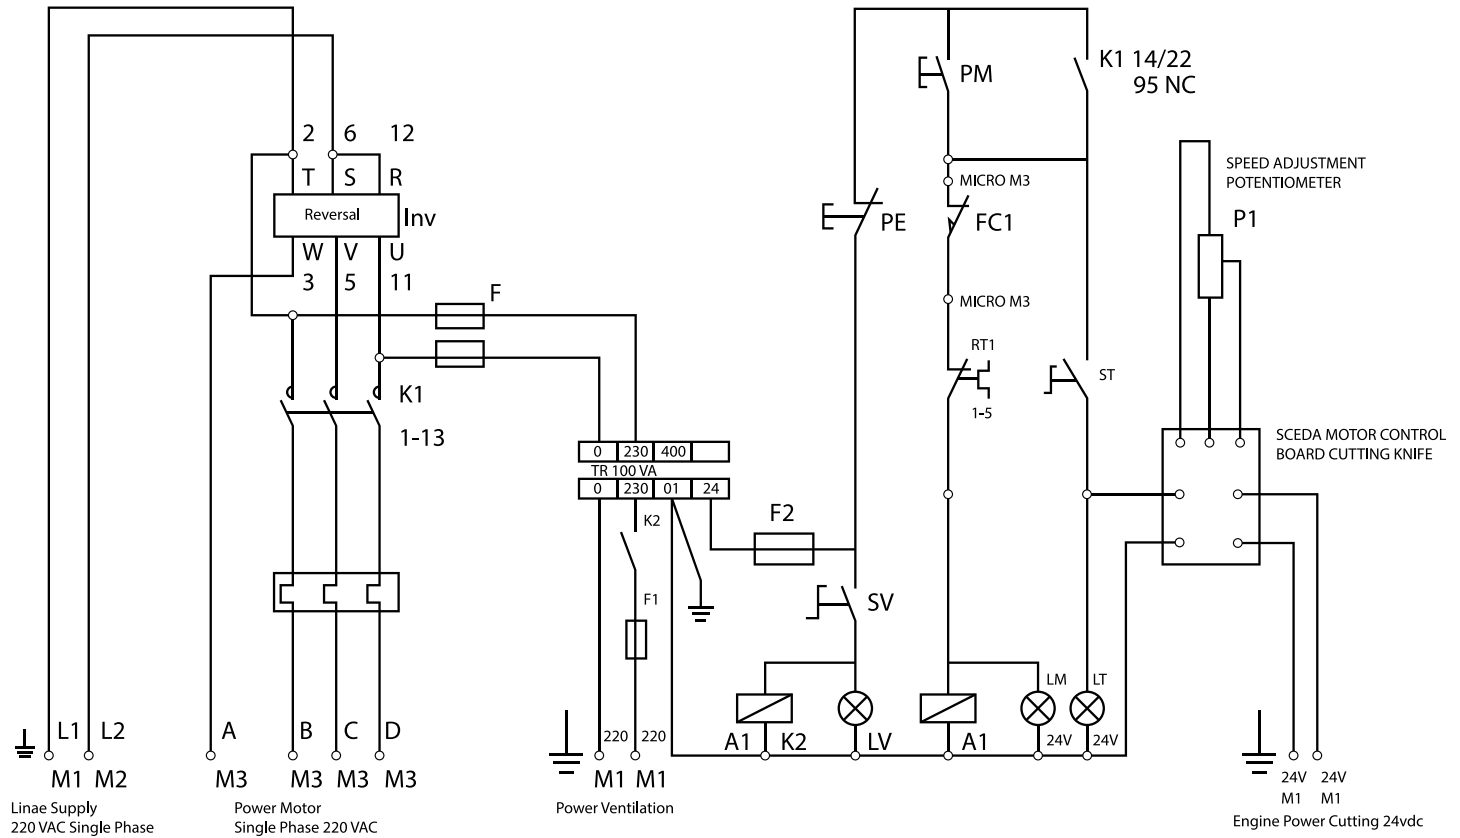 K1 14/22
95 NC
PM
2 6 12
T S R
Reversal
Inv
W V U
3 5 11
SPEED ADJUSTMENT
POTENTIOMETER
P1
MICRO M3
PE
FC1
F
MICRO M3
RT1
1-5
ST
K1
1-13
SCEDA MOTOR CONTROL
BOARD CUTTING KNIFE
0 230 400
TR 100 VA
0 230 01 24
K2
F2
F1
SV
LM
LT
L1 L2
A B C D
220 220
A1 K2 LV A1 24V 24V
M1 M2
M3 M3 M3 M3
M1 M1
24V 24V
M1 M1
Linae Supply
220 VAC Single Phase
Power Motor
Single Phase 220 VAC
Power Ventilation
Engine Power Cutting 24vdc